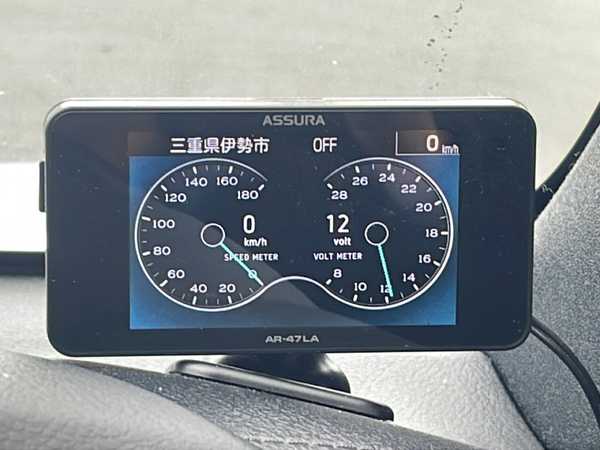 ASSURA
三重県伊勢市 OFF 0 km/h
140 160 180
120
100
80
60
40 20 0
0
km/h
SPEED METER
12
volt
VOLT METER
28 26 24 22
20
18
16
14
12 10 8
AR-47LA